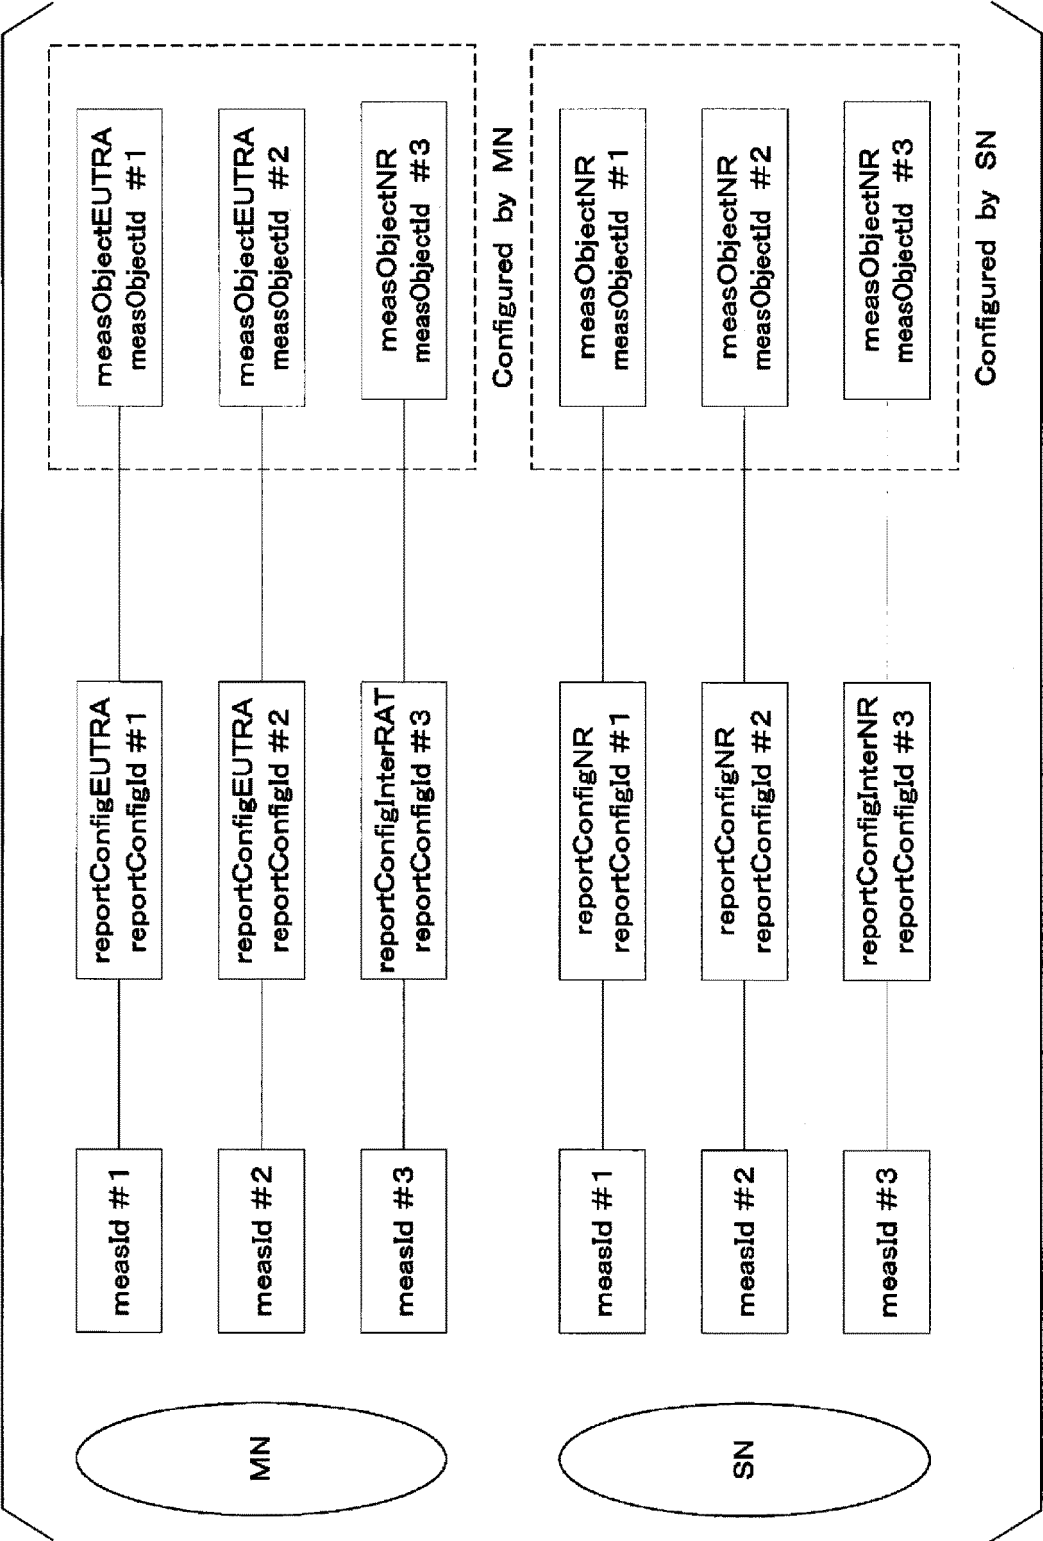 MN
measId #1
reportConfigEUTRA
reportConfigId #1
measObjectEUTRA
measObjectId #1
measId #2
reportConfigEUTRA
reportConfigId #2
measObjectEUTRA
measObjectId #2
measId #3
reportConfigInterRAT
reportConfigId #3
measObjectNR
measObjectId #3
Configured by MN
SN
measId #1
reportConfigNR
reportConfigId #1
measObjectNR
measObjectId #1
measId #2
reportConfigNR
reportConfigId #2
measObjectNR
measObjectId #2
measId #3
reportConfigInterNR
reportConfigId #3
measObjectNR
measObjectId #3
Configured by SN